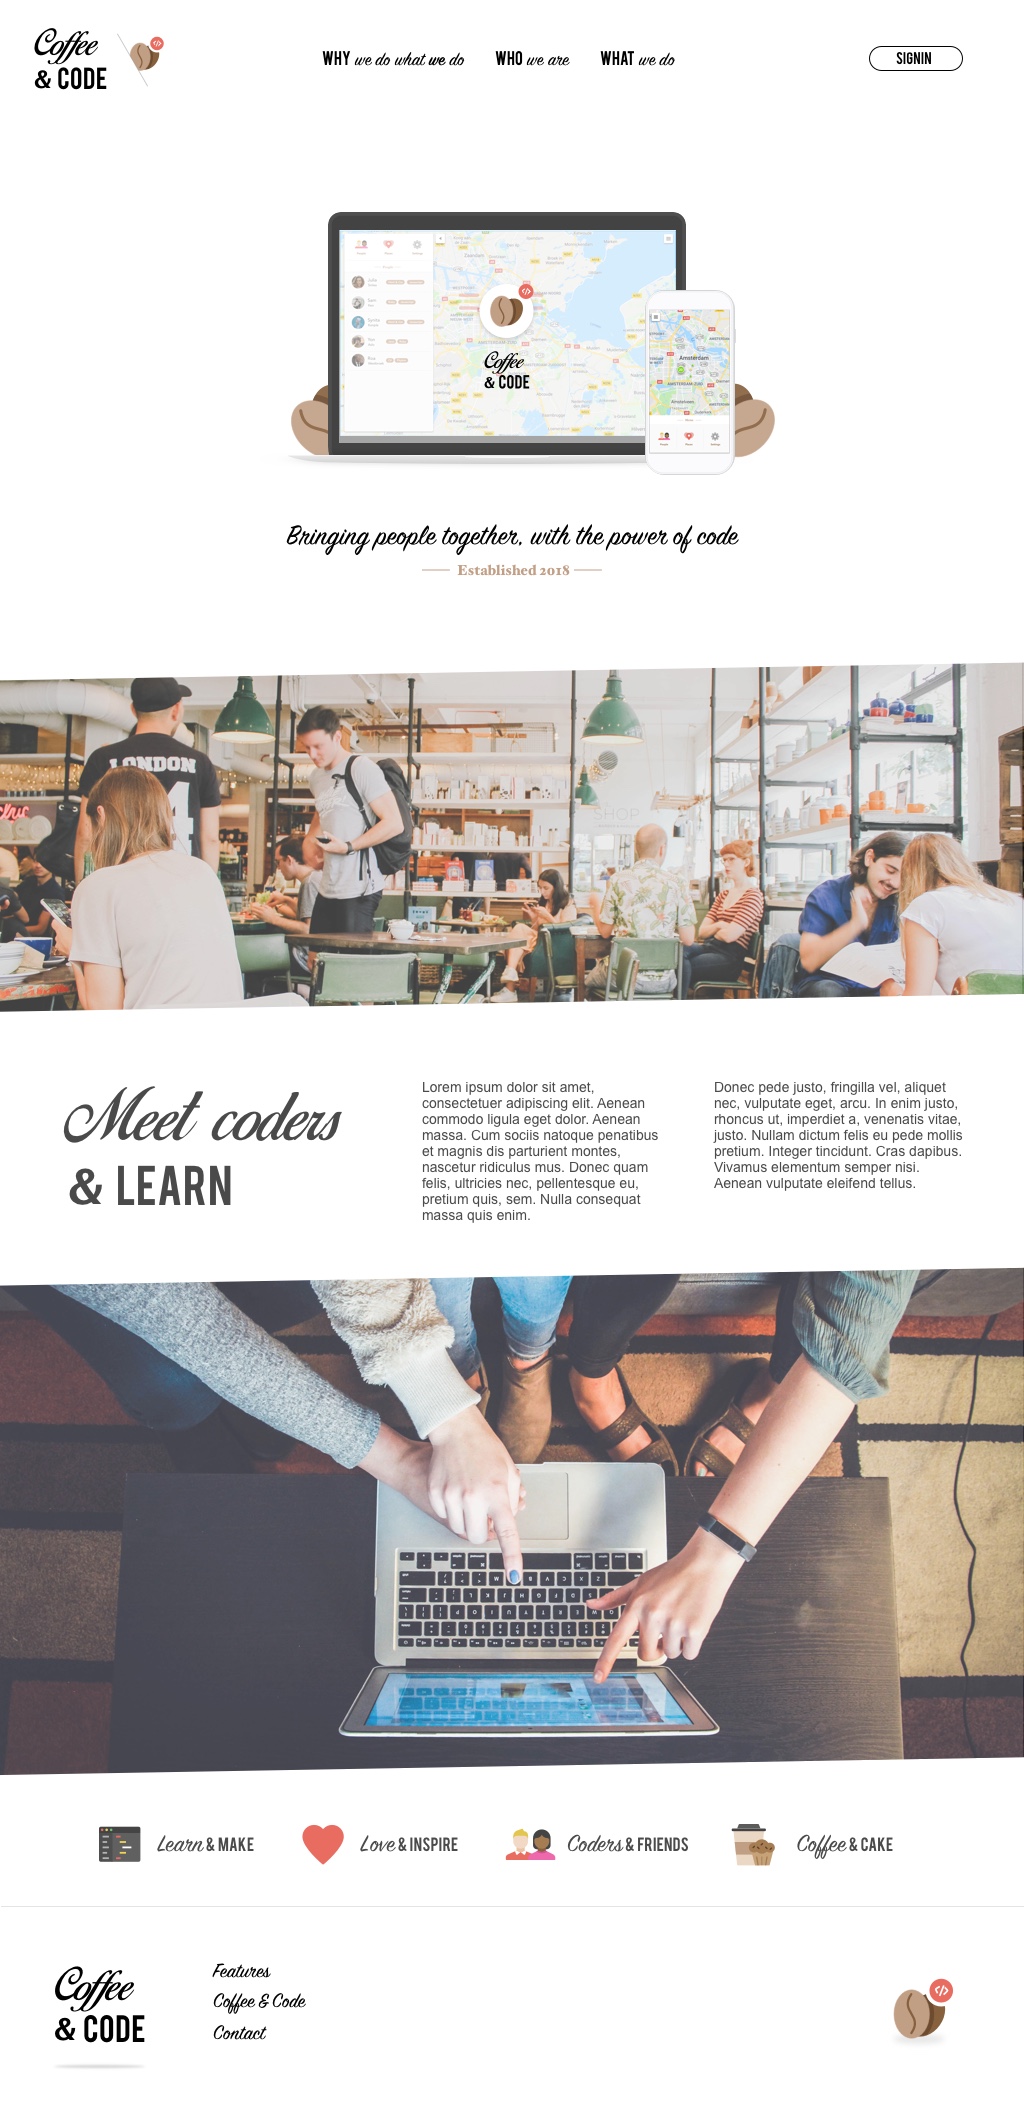 Coffee
& CODE
</>
WHY we do what we do
WHO we are
WHAT we do
SIGNIN
</>
Coffee
& CODE
Amsterdam
Bringing people together, with the power of code
Established 2018
LONDON
4
SHOP
Meet coders
& LEARN
Lorem ipsum dolor sit amet,
consectetuer adipiscing elit. Aenean
commodo ligula eget dolor. Aenean
massa. Cum sociis natoque penatibus
et magnis dis parturient montes,
nascetur ridiculus mus. Donec quam
felis, ultricies nec, pellentesque eu,
pretium quis, sem. Nulla consequat
massa quis enim.
Donec pede justo, fringilla vel, aliquet
nec, vulputate eget, arcu. In enim justo,
rhoncus ut, imperdiet a, venenatis vitae,
justo. Nullam dictum felis eu pede mollis
pretium. Integer tincidunt. Cras dapibus.
Vivamus elementum semper nisi.
Aenean vulputate eleifend tellus.
Learn & MAKE
Love & INSPIRE
Coders & FRIENDS
Coffee & CAKE
Coffee
& CODE
Features
Coffee & Code
Contact
</>